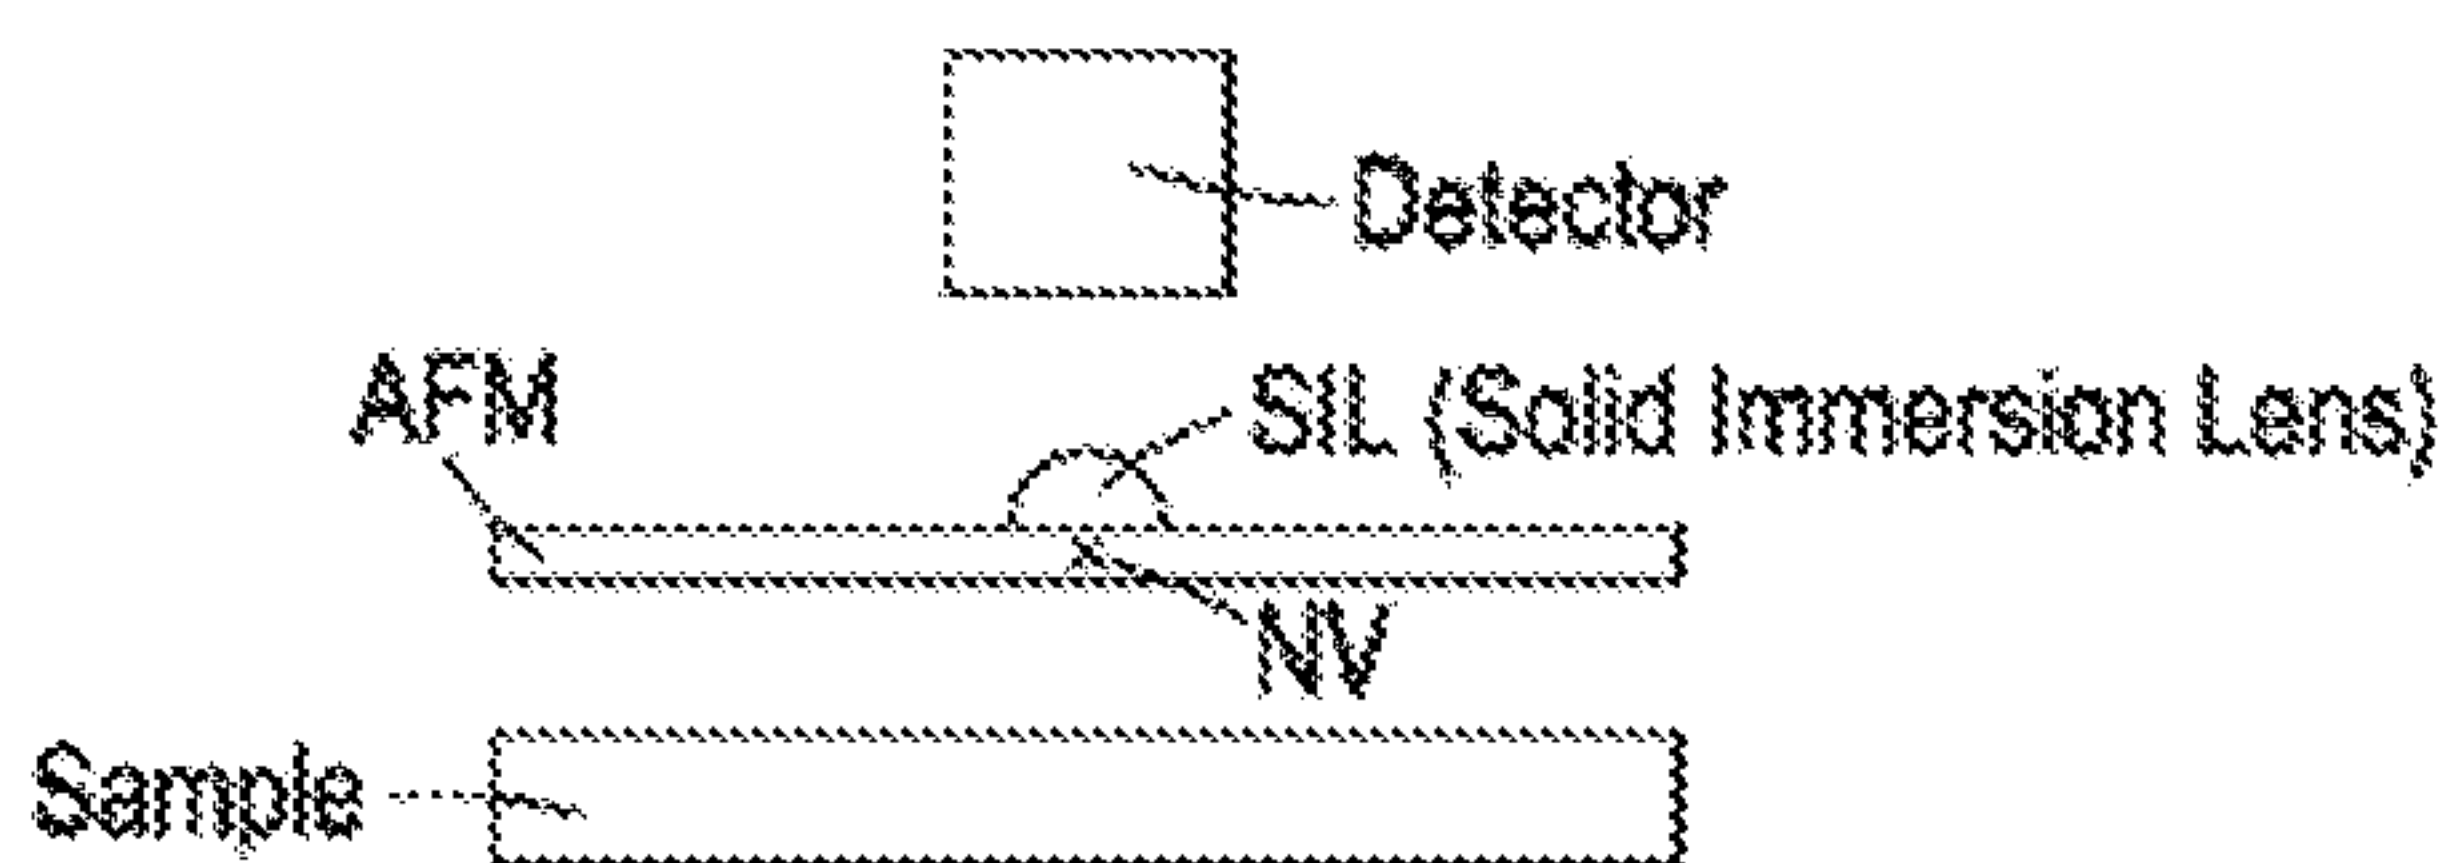 Detector
AFM
SIL (Solid Immersion Lens)
NV
Sample